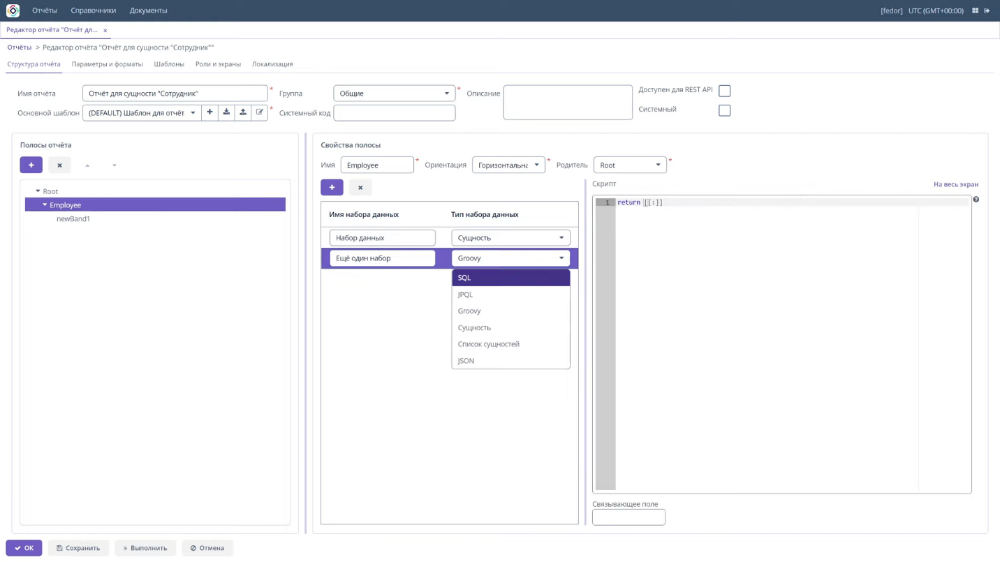 Отчёты Справочники Документы [fedor] UTC (GMT+00:00)
Редактор отчёта "Отчёт дл... x
Отчёты > Редактор отчёта "Отчёт для сущности "Сотрудник""
Структура отчёта Параметры и форматы Шаблоны Роли и экраны Локализация
Имя отчёта Отчёт для сущности "Сотрудник" * Группа Общие * Описание Доступен для REST API
Основной шаблон (DEFAULT) Шаблон для отчёт * Системный код Системный
Полосы отчёта Свойства полосы
Имя Employee * Ориентация Горизонтальна * Родитель Root *
Скрипт На весь экран
Root
Employee
newBand1
Имя набора данных Тип набора данных
Набор данных Сущность
Ещё один набор Groovy
SQL
JPQL
Groovy
Сущность
Список сущностей
JSON
1 return [[:]]
Связывающее поле
OK Сохранить Выполнить Отмена